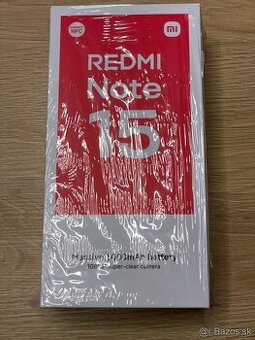 NFC
mi
REDMI
Note
15
Massive battery
108MP super-clear camera
© Bazos.sk